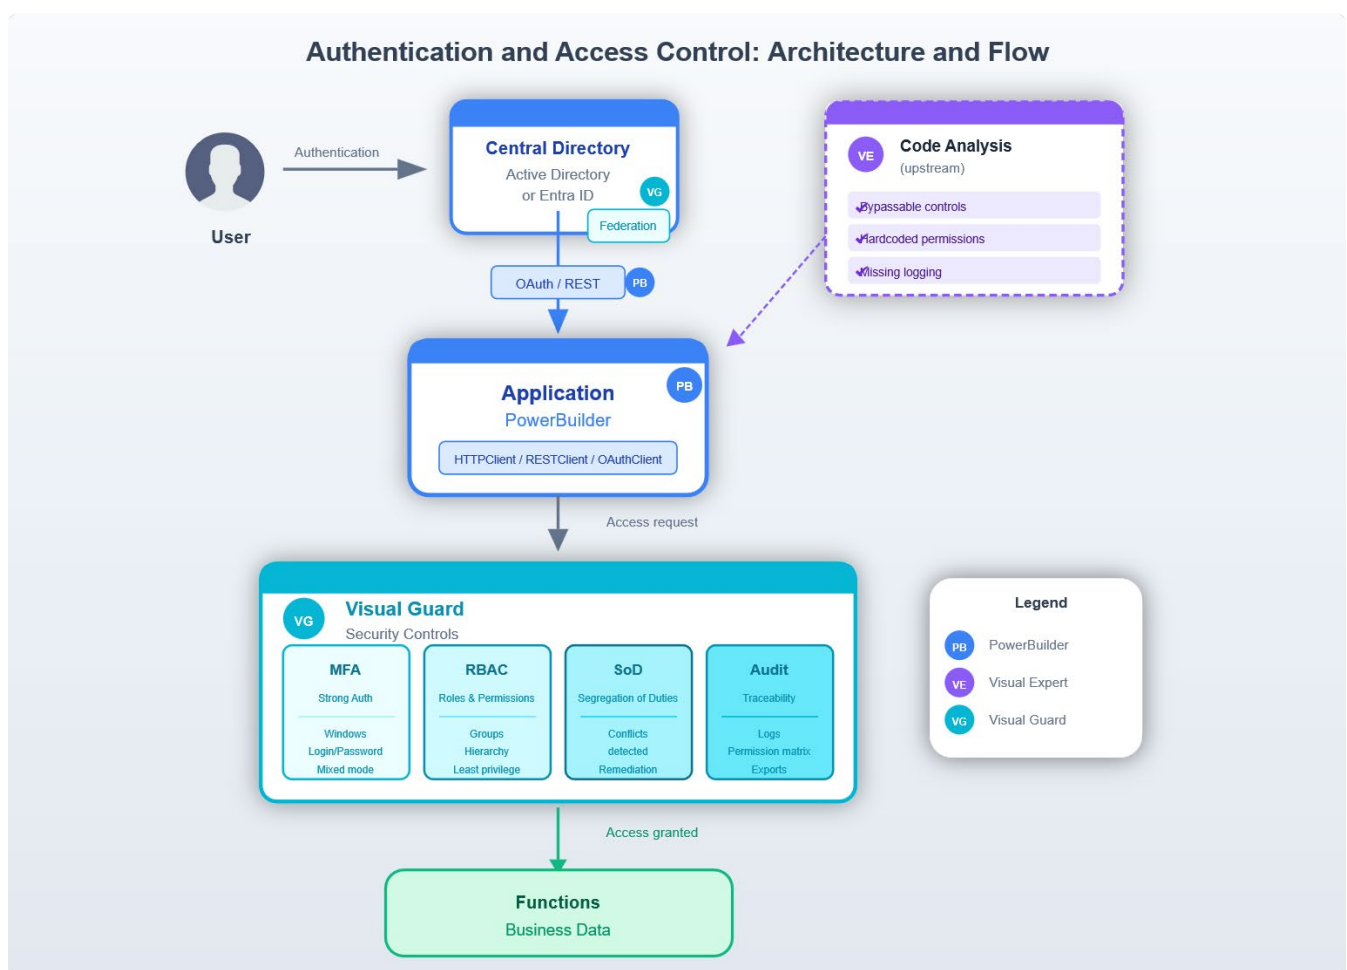 Authentication and Access Control: Architecture and Flow
User
Authentication
Central Directory
Active Directory
or Entra ID
VG
Federation
OAuth / REST
PB
VE
Code Analysis
(upstream)
Bypassable controls
Hardcoded permissions
Missing logging
Application
PowerBuilder
PB
HTTPClient / RESTClient / OAuthClient
Access request
VG
Visual Guard
Security Controls
MFA
Strong Auth
Windows
Login/Password
Mixed mode
RBAC
Roles & Permissions
Groups
Hierarchy
Least privilege
SoD
Segregation of Duties
Conflicts
detected
Remediation
Audit
Traceability
Logs
Permission matrix
Exports
Legend
PB PowerBuilder
VE Visual Expert
VG Visual Guard
Access granted
Functions
Business Data